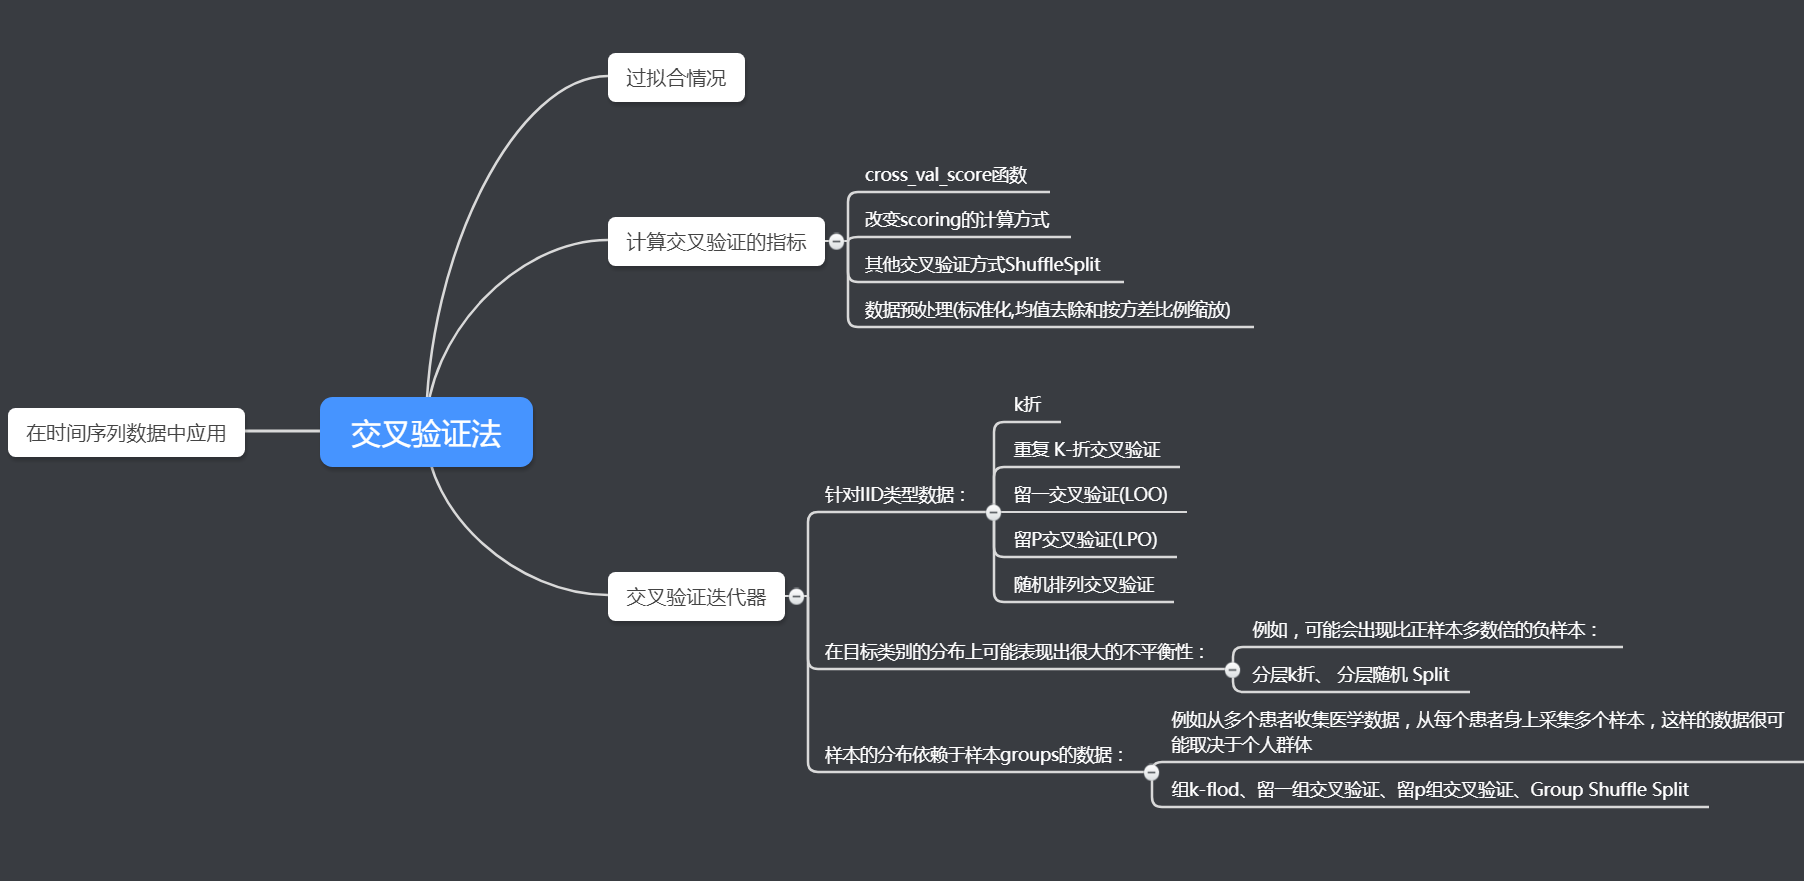 过拟合情况
cross_val_score函数
改变scoring的计算方式
计算交叉验证的指标
其他交叉验证方式ShuffleSplit
数据预处理(标准化,均值去除和按方差比例缩放)
在时间序列数据中应用
交叉验证法
k折
重复 K-折交叉验证
针对IID类型数据：
留一交叉验证(LOO)
留P交叉验证(LPO)
随机排列交叉验证
交叉验证迭代器
例如，可能会出现比正样本多数倍的负样本：
在目标类别的分布上可能表现出很大的不平衡性：
分层k折、 分层随机 Split
例如从多个患者收集医学数据，从每个患者身上采集多个样本，这样的数据很可
能取决于个人群体
样本的分布依赖于样本groups的数据：
组k-flod、留一组交叉验证、留p组交叉验证、Group Shuffle Split